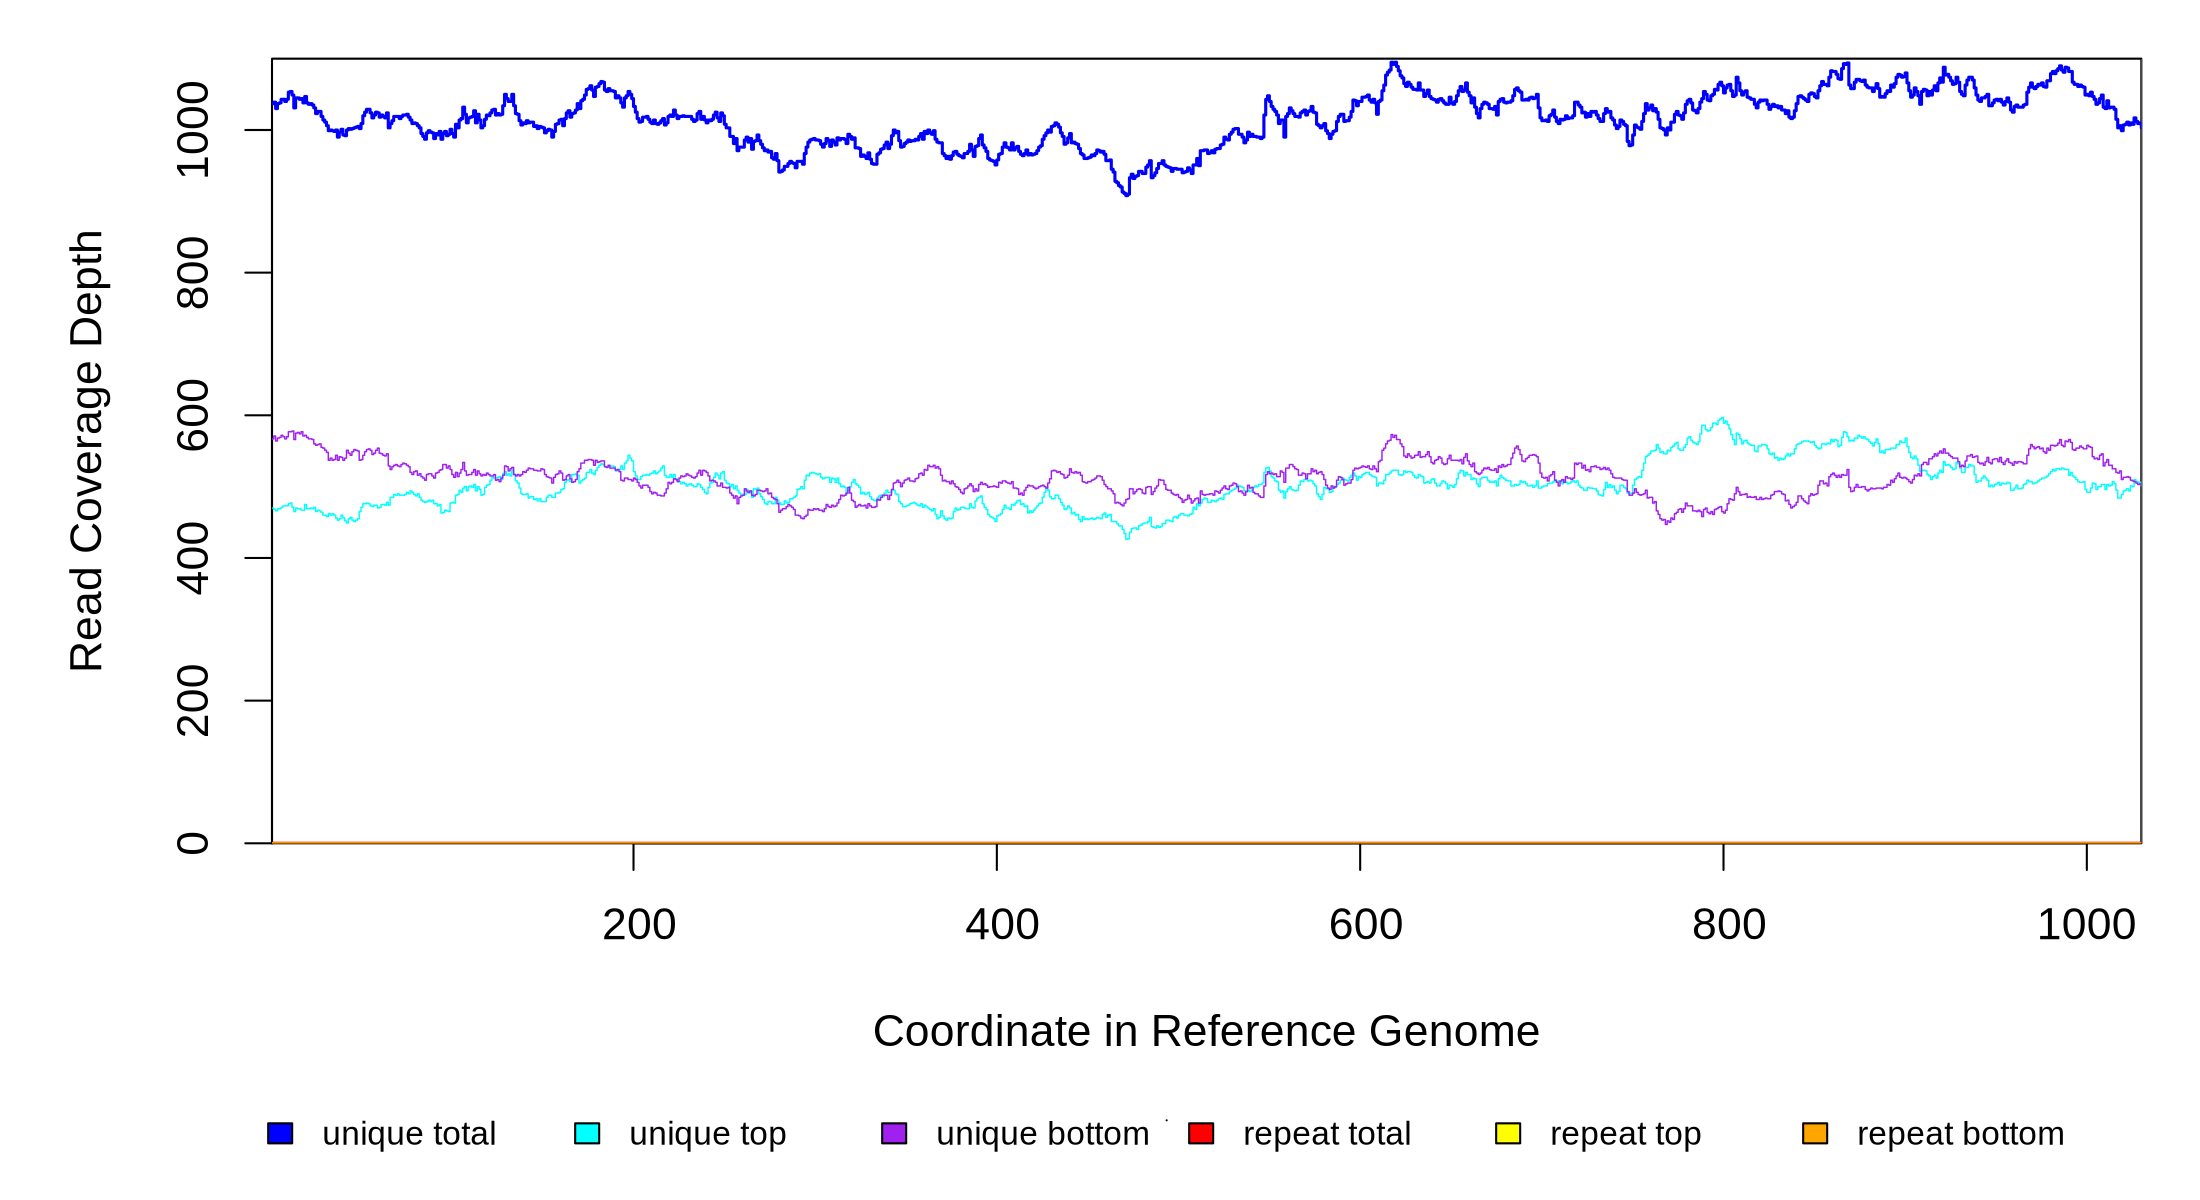 Read Coverage Depth
1000
800
600
400
200
0
200 400 600 800 1000
Coordinate in Reference Genome
unique total unique top unique bottom repeat total repeat top repeat bottom